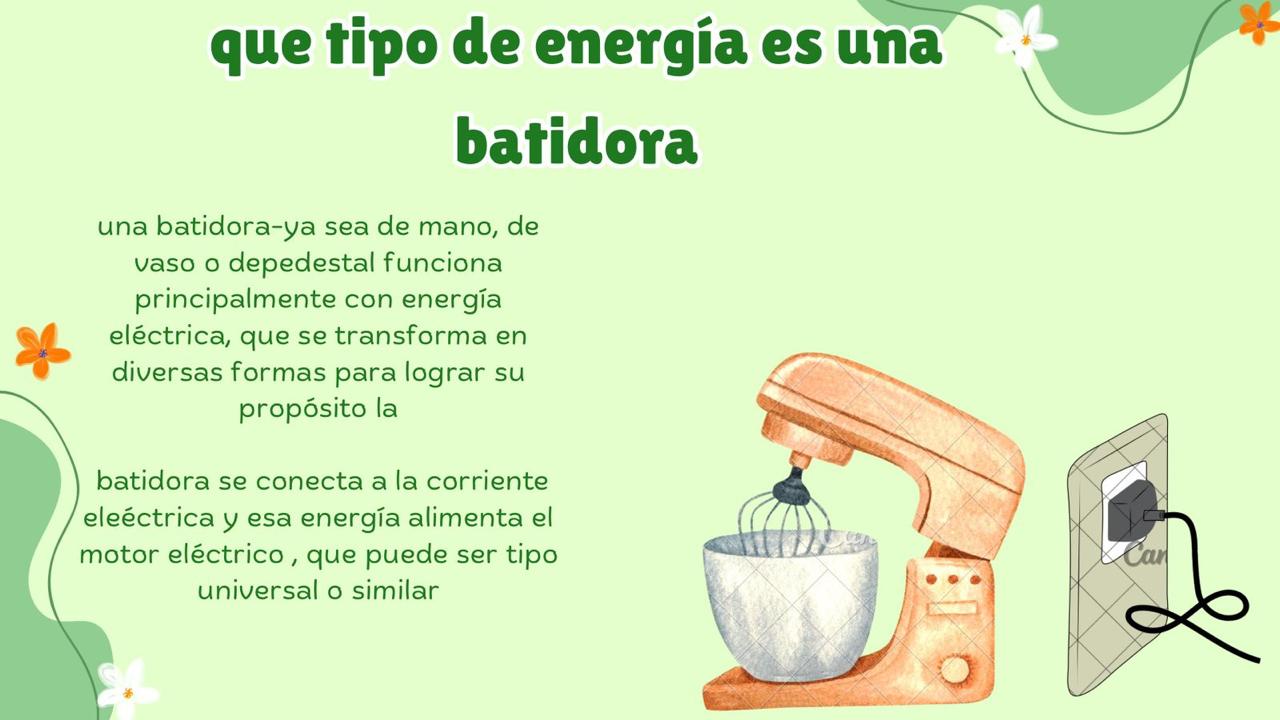 que tipo de energía es una
batidora
una batidora-ya sea de mano, de
vaso o depedestal funciona
principalmente con energía
eléctrica, que se transforma en
diversas formas para lograr su
propósito la
batidora se conecta a la corriente
eleéctrica y esa energía alimenta el
motor eléctrico , que puede ser tipo
universal o similar
Can